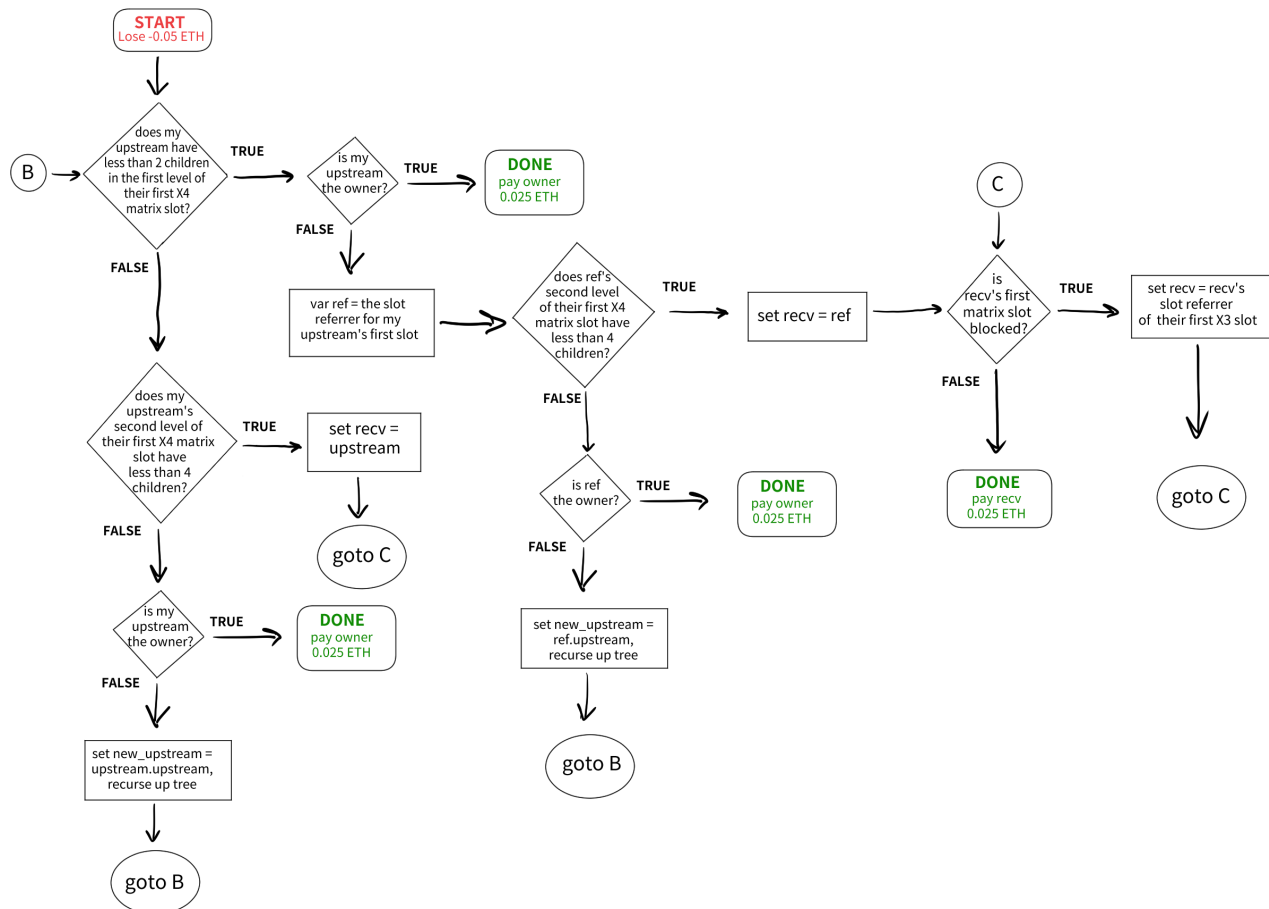 START
Lose -0.05 ETH
B
does my
upstream have
less than 2 children
in the first level of
their first X4
matrix slot?
TRUE
is my
upstream
the owner?
TRUE
DONE
pay owner
0.025 ETH
FALSE
FALSE
var ref = the slot
referrer for my
upstream's first slot
does ref's
second level
of their first X4
matrix slot have
less than 4
children?
TRUE
set recv = ref
C
is
recv's first
matrix slot
blocked?
TRUE
set recv = recv's
slot referrer
of their first X3 slot
FALSE
DONE
pay recv
0.025 ETH
goto C
does my
upstream's
second level of
their first X4 matrix
slot have
less than 4
children?
TRUE
set recv =
upstream
goto C
FALSE
is ref
the owner?
TRUE
DONE
pay owner
0.025 ETH
FALSE
set new_upstream =
ref.upstream,
recurse up tree
goto B
FALSE
is my
upstream
the owner?
TRUE
DONE
pay owner
0.025 ETH
FALSE
set new_upstream =
upstream.upstream,
recurse up tree
goto B